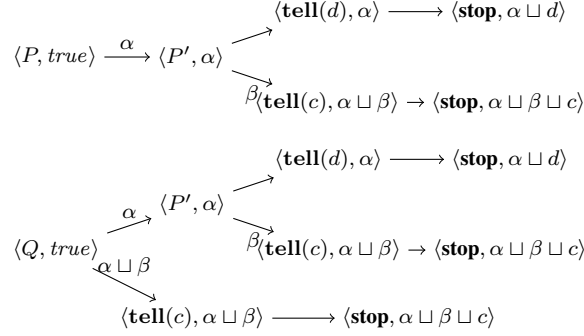 ⟨tell(d), α⟩ ⟶ ⟨stop, α ⊔ d⟩
⟨P, true⟩ α ⟶ ⟨P′, α⟩
β ⟨tell(c), α ⊔ β⟩ → ⟨stop, α ⊔ β ⊔ c⟩
⟨tell(d), α⟩ ⟶ ⟨stop, α ⊔ d⟩
α ⟨P′, α⟩
⟨Q, true⟩ β ⟨tell(c), α ⊔ β⟩ → ⟨stop, α ⊔ β ⊔ c⟩
α ⊔ β
⟨tell(c), α ⊔ β⟩ ⟶ ⟨stop, α ⊔ β ⊔ c⟩